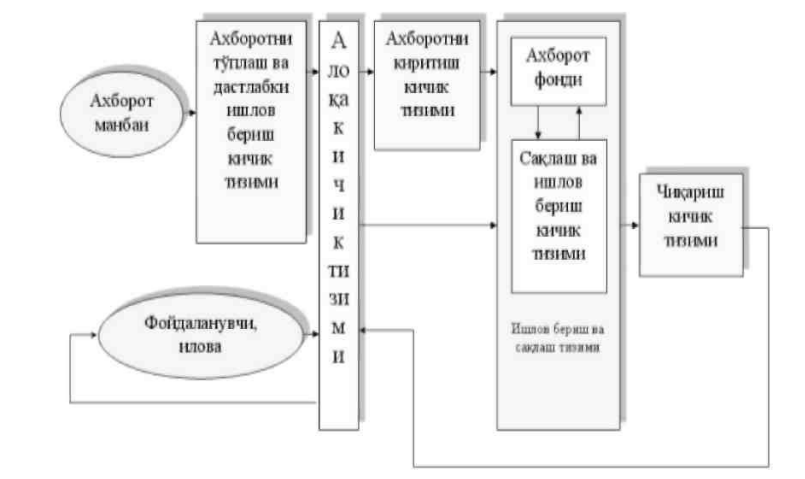 Ахборот
манбаи
Ахборотни
тўплаш ва
дастлабки
ишлов
бериш
кичик
тизими
А
ло
қа
к
и
ч
и
к
ти
зи
м
и
Ахборотни
киритиш
кичик
тизими
Ахборот
фонди
Сақлаш ва
ишлов
бериш
кичик
тизими
Ишлов бериш ва
сақлаш тизими
Чиқариш
кичик
тизими
Фойдаланувчи,
илова